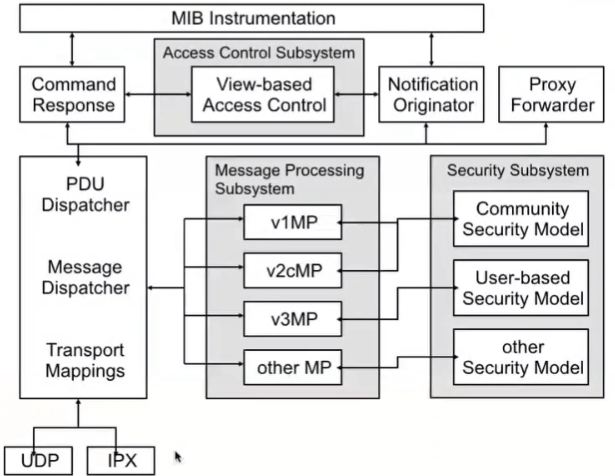 MIB Instrumentation
Access Control Subsystem
Command
Response
View-based
Access Control
Notification
Originator
Proxy
Forwarder
PDU
Dispatcher
Message
Dispatcher
Transport
Mappings
Message Processing
Subsystem
v1MP
v2cMP
v3MP
other MP
Security Subsystem
Community
Security Model
User-based
Security Model
other
Security Model
UDP
IPX